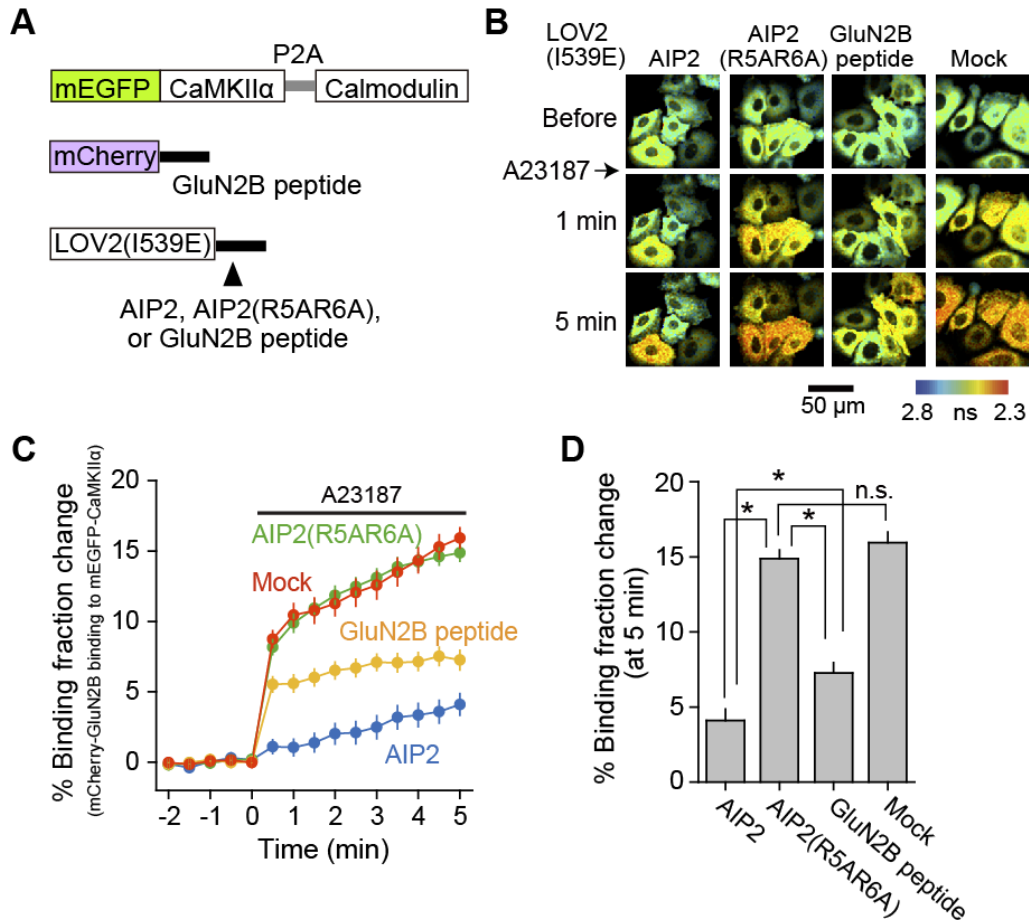 A
P2A
mEGFP CaMKIIα Calmodulin
mCherry
GluN2B peptide
LOV2(I539E)
AIP2, AIP2(R5AR6A),
or GluN2B peptide
B
LOV2
(I539E)
AIP2
AIP2
(R5AR6A)
GluN2B
peptide
Mock
Before
A23187
1 min
5 min
50 µm
2.8 ns 2.3
C
% Binding fraction change
(mCherry-GluN2B binding to mEGFP-CaMKIIα)
20
15
10
5
0
A23187
AIP2(R5AR6A)
Mock
GluN2B peptide
AIP2
-2 -1 0 1 2 3 4 5
Time (min)
D
% Binding fraction change
(at 5 min)
20
15
10
5
0
*
n.s.
*
*
AIP2
AIP2(R5AR6A)
GluN2B peptide
Mock